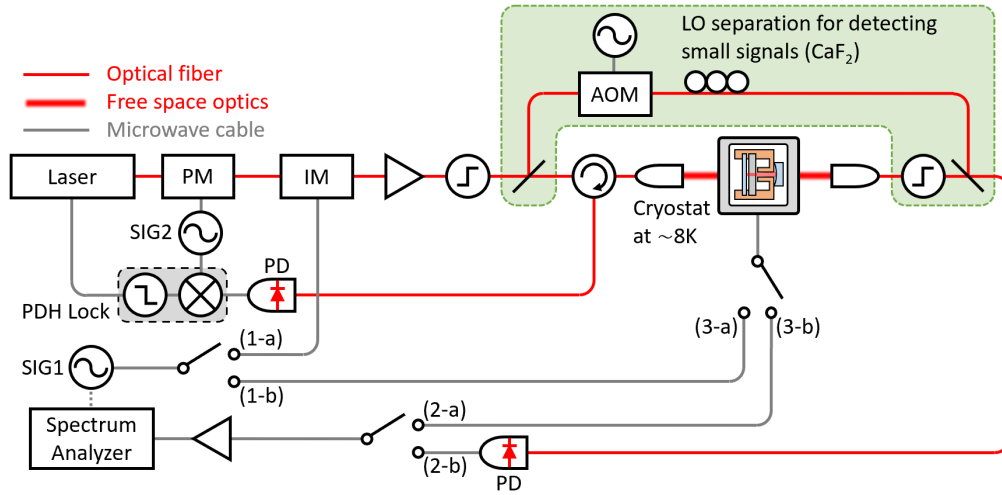 LO separation for detecting
small signals (CaF₂)
Optical fiber
Free space optics
Microwave cable
AOM
Laser
PM
IM
Cryostat
at ~8K
SIG2
PD
PDH Lock
(1-a)
(3-a)
(3-b)
SIG1
(1-b)
(2-a)
Spectrum
Analyzer
(2-b)
PD